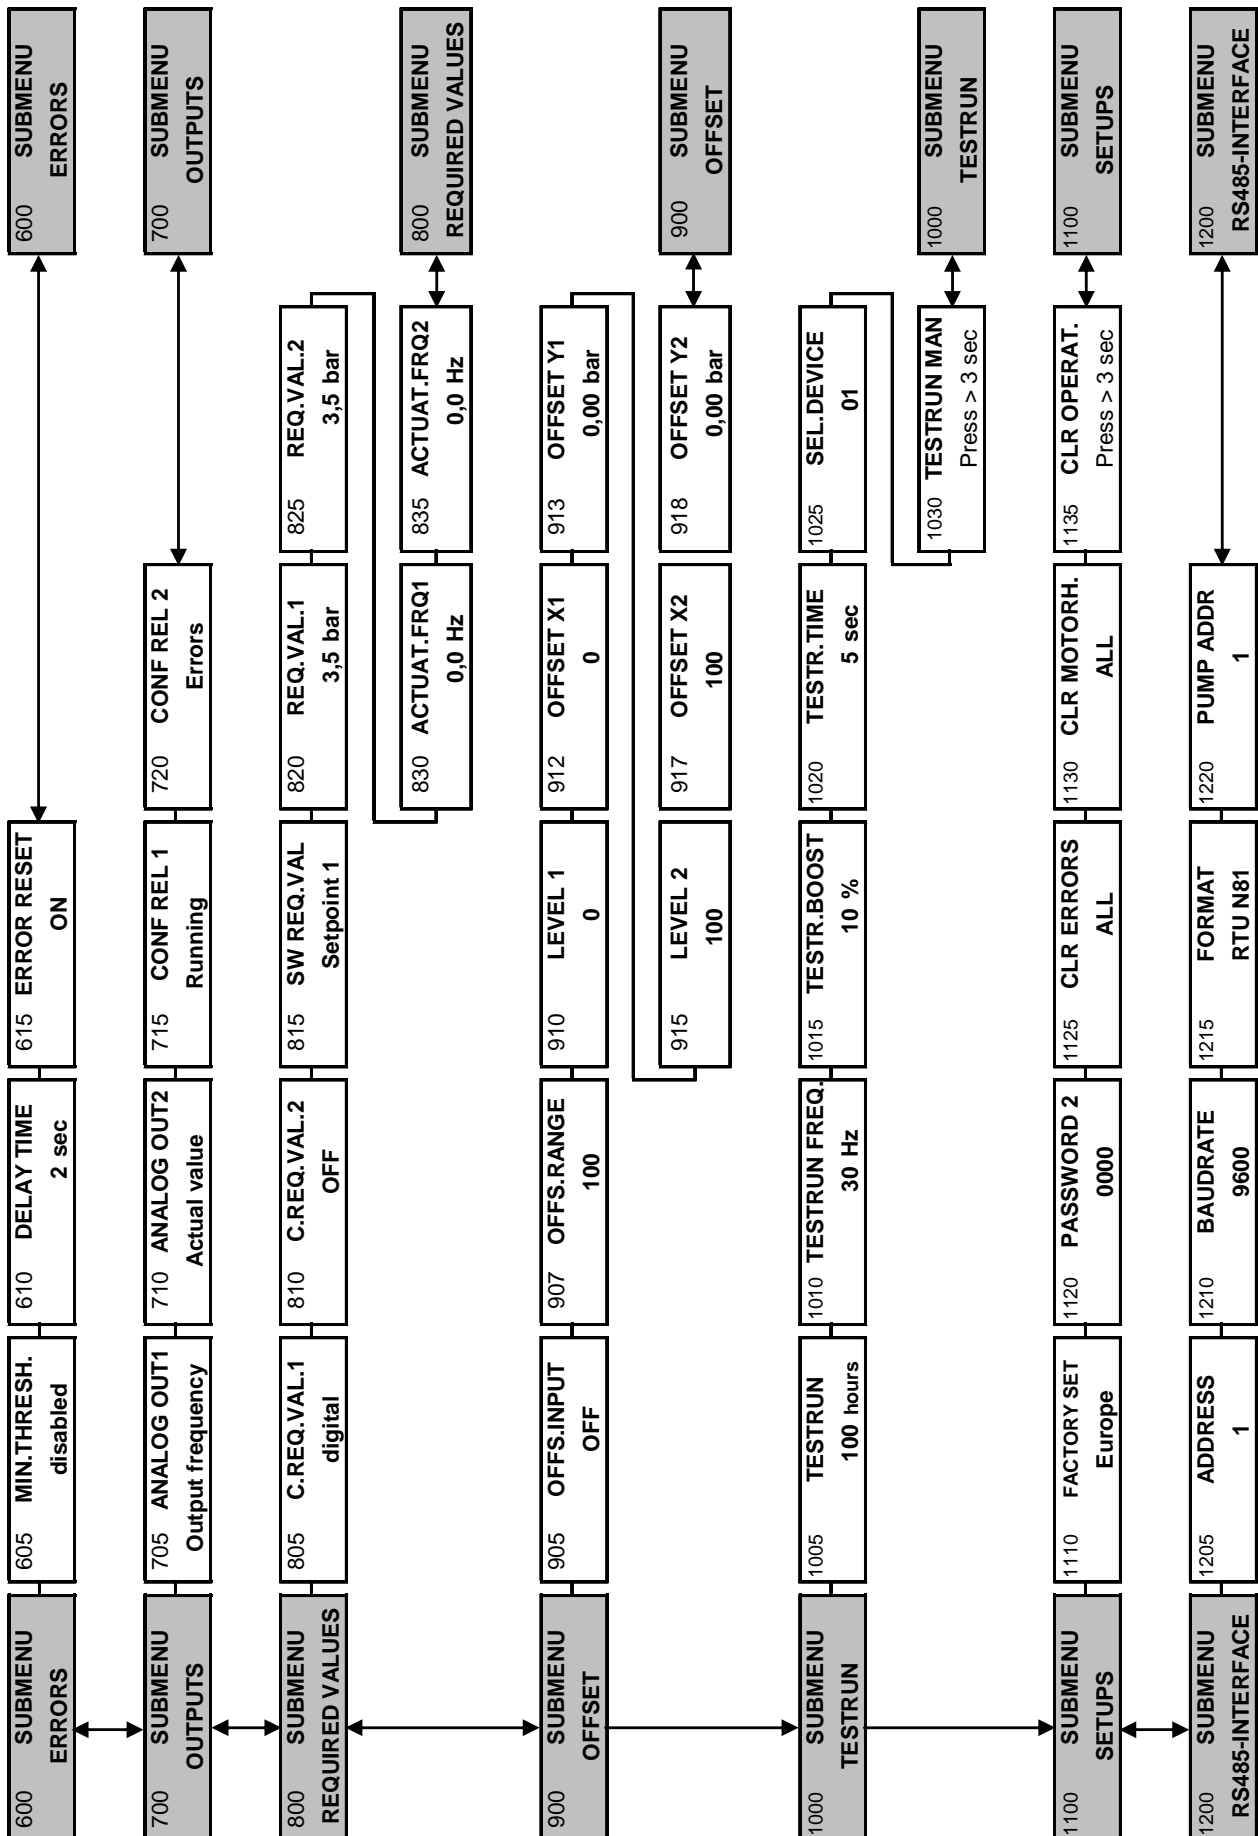 600 SUBMENU
ERRORS
605 MIN.THRESH.
disabled
610 DELAY TIME
2 sec
615 ERROR RESET
ON
600 SUBMENU
ERRORS
700 SUBMENU
OUTPUTS
705 ANALOG OUT1
Output frequency
710 ANALOG OUT2
Actual value
715 CONF REL 1
Running
720 CONF REL 2
Errors
700 SUBMENU
OUTPUTS
800 SUBMENU
REQUIRED VALUES
805 C.REQ.VAL.1
digital
810 C.REQ.VAL.2
OFF
815 SW REQ.VAL
Setpoint 1
820 REQ.VAL.1
3,5 bar
825 REQ.VAL.2
3,5 bar
830 ACTUAT.FRQ1
0,0 Hz
835 ACTUAT.FRQ2
0,0 Hz
800 SUBMENU
REQUIRED VALUES
900 SUBMENU
OFFSET
905 OFFS.INPUT
OFF
907 OFFS.RANGE
100
910 LEVEL 1
0
912 OFFSET X1
0
913 OFFSET Y1
0,00 bar
915 LEVEL 2
100
917 OFFSET X2
100
918 OFFSET Y2
0,00 bar
900 SUBMENU
OFFSET
1000 SUBMENU
TESTRUN
1005 TESTRUN
100 hours
1010 TESTRUN FREQ.
30 Hz
1015 TESTR.BOOST
10 %
1020 TESTR.TIME
5 sec
1025 SEL.DEVICE
01
1030 TESTRUN MAN
Press > 3 sec
1000 SUBMENU
TESTRUN
1100 SUBMENU
SETUPS
1110 FACTORY SET
Europe
1120 PASSWORD 2
0000
1125 CLR ERRORS
ALL
1130 CLR MOTORH.
ALL
1135 CLR OPERAT.
Press > 3 sec
1100 SUBMENU
SETUPS
1200 SUBMENU
RS485-INTERFACE
1205 ADDRESS
1
1210 BAUDRATE
9600
1215 FORMAT
RTU N81
1220 PUMP ADDR
1
1200 SUBMENU
RS485-INTERFACE